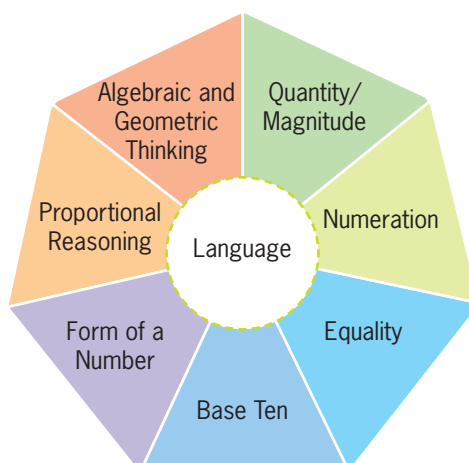 Algebraic and
Geometric
Thinking
Quantity/
Magnitude
Proportional
Reasoning
Numeration
Language
Form of a
Number
Equality
Base Ten